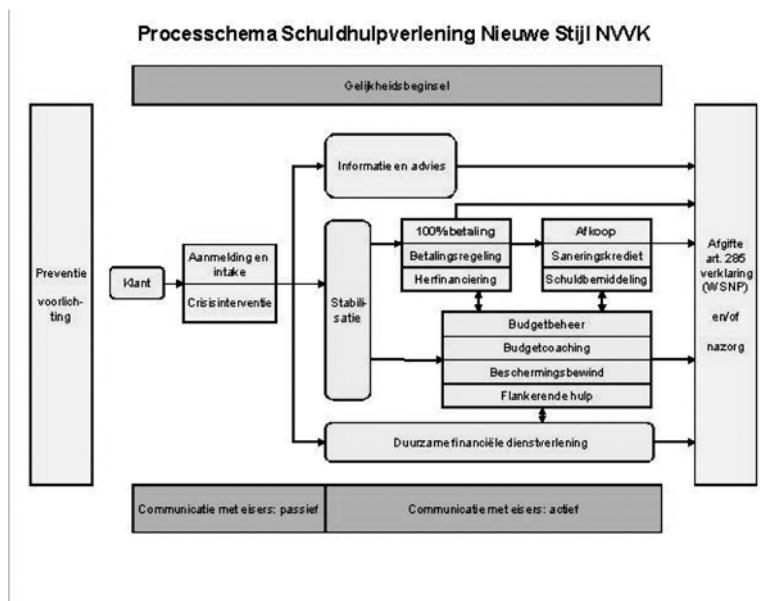 Processchema Schuldhulpverlening Nieuwe Stijl NVVK
Gelijkheidsbeginsel
Preventie
voorlich-
ting
Klant
Aanmelding en
intake
Crisisinterventie
Informatie en advies
Stabili-
satie
100% betaling
Betalingsregeling
Herfinanciering
Afkoop
Saneringskrediet
Schuldbemiddeling
Budgetbeheer
Budgetcoaching
Beschermingsbewind
Flankerende hulp
Duurzame financiële dienstverlening
Afgifte
art. 285
verklaring
(WSNP)
en/of
nazorg
Communicatie met eisers: passief
Communicatie met eisers: actief